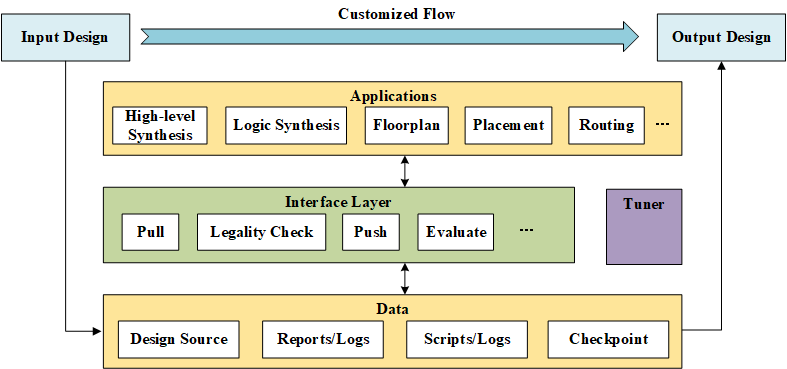 Customized Flow
Input Design
Output Design
Applications
High-level
Synthesis
Logic Synthesis
Floorplan
Placement
Routing
...
Interface Layer
Pull
Legality Check
Push
Evaluate
...
Tuner
Data
Design Source
Reports/Logs
Scripts/Logs
Checkpoint